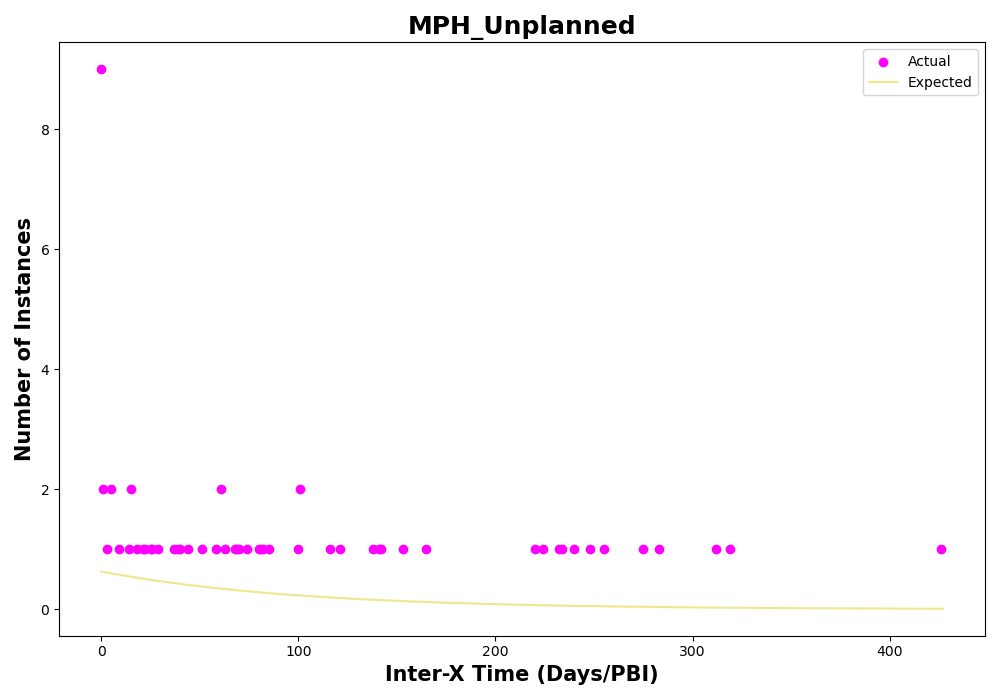 MPH_Unplanned
Actual
Expected
Number of Instances
8
6
4
2
0
0
100
200
300
400
Inter-X Time (Days/PBI)